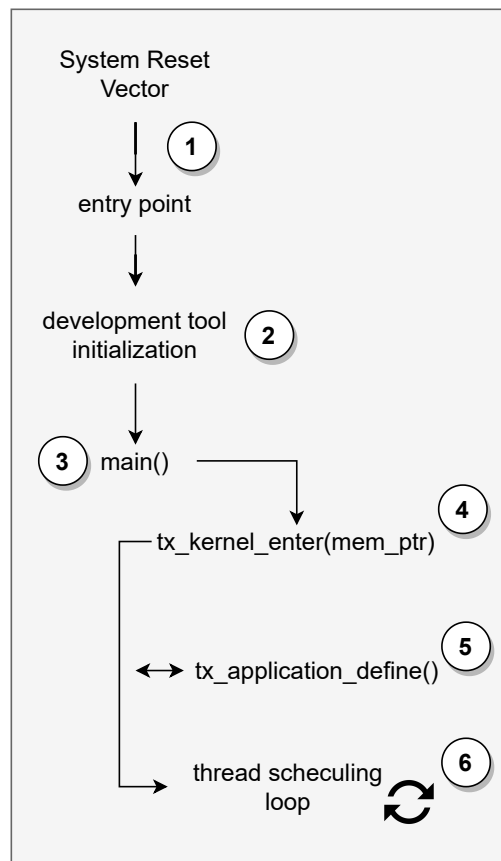 System Reset
Vector
1
entry point
development tool
initialization
2
3
main()
4
tx_kernel_enter(mem_ptr)
5
tx_application_define()
6
thread scheculing
loop